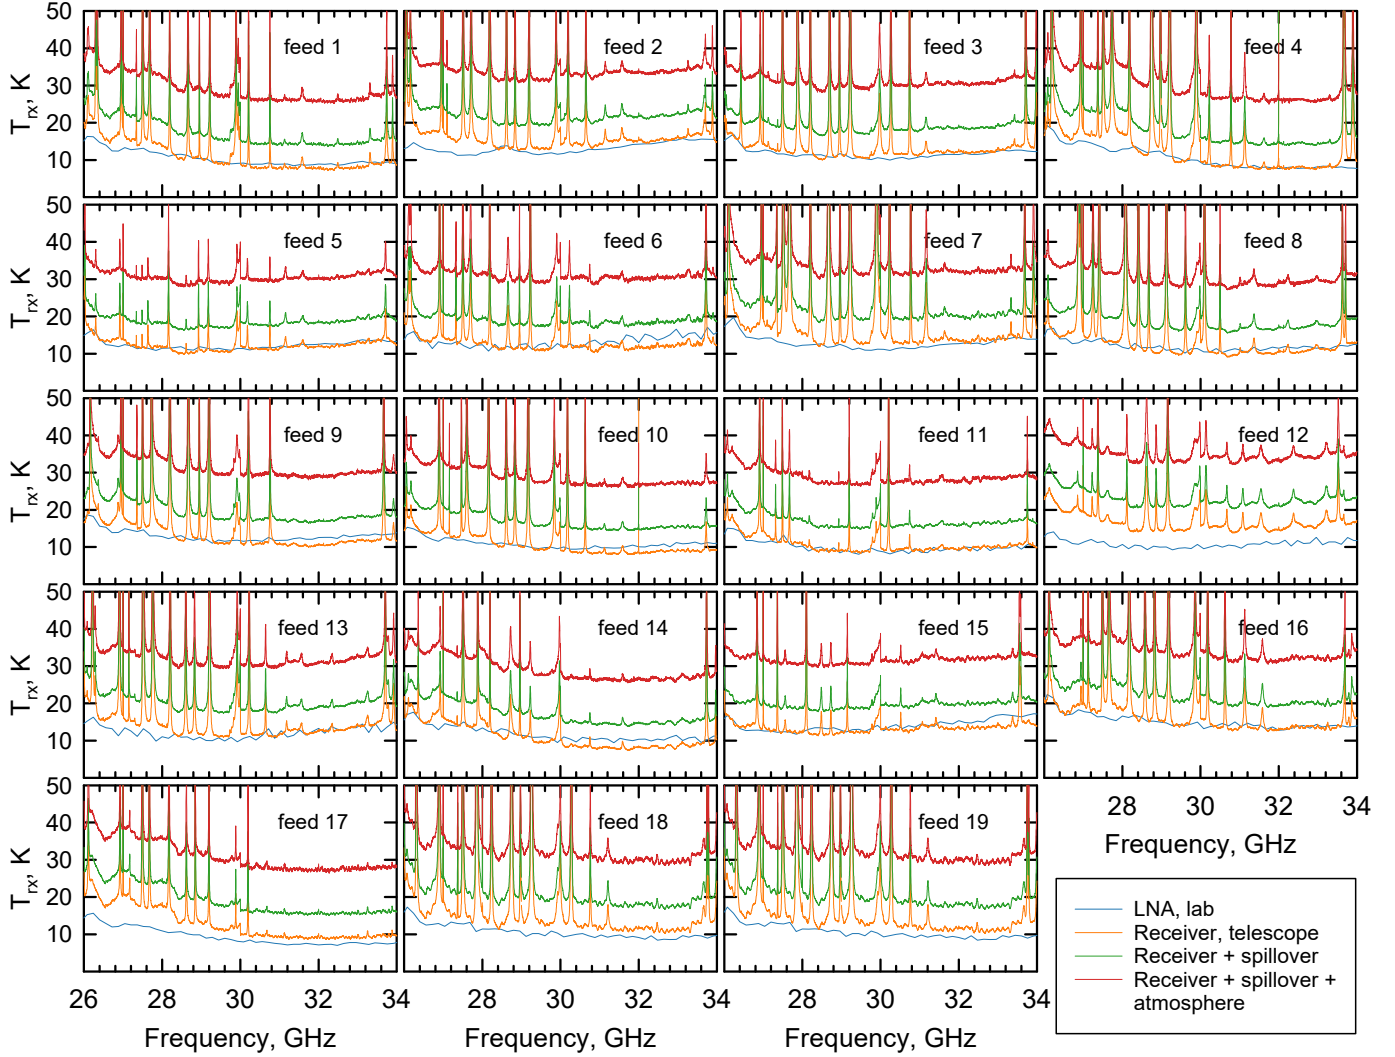 50
40
30
20
10
T_rx, K
feed 1
feed 2
feed 3
feed 4
50
40
30
20
10
T_rx, K
feed 5
feed 6
feed 7
feed 8
50
40
30
20
10
T_rx, K
feed 9
feed 10
feed 11
feed 12
50
40
30
20
10
T_rx, K
feed 13
feed 14
feed 15
feed 16
28 30 32 34
Frequency, GHz
50
40
30
20
10
T_rx, K
feed 17
feed 18
feed 19
26 28 30 32 34 28 30 32 34 28 30 32 34
Frequency, GHz Frequency, GHz Frequency, GHz
LNA, lab
Receiver, telescope
Receiver + spillover
Receiver + spillover +
atmosphere